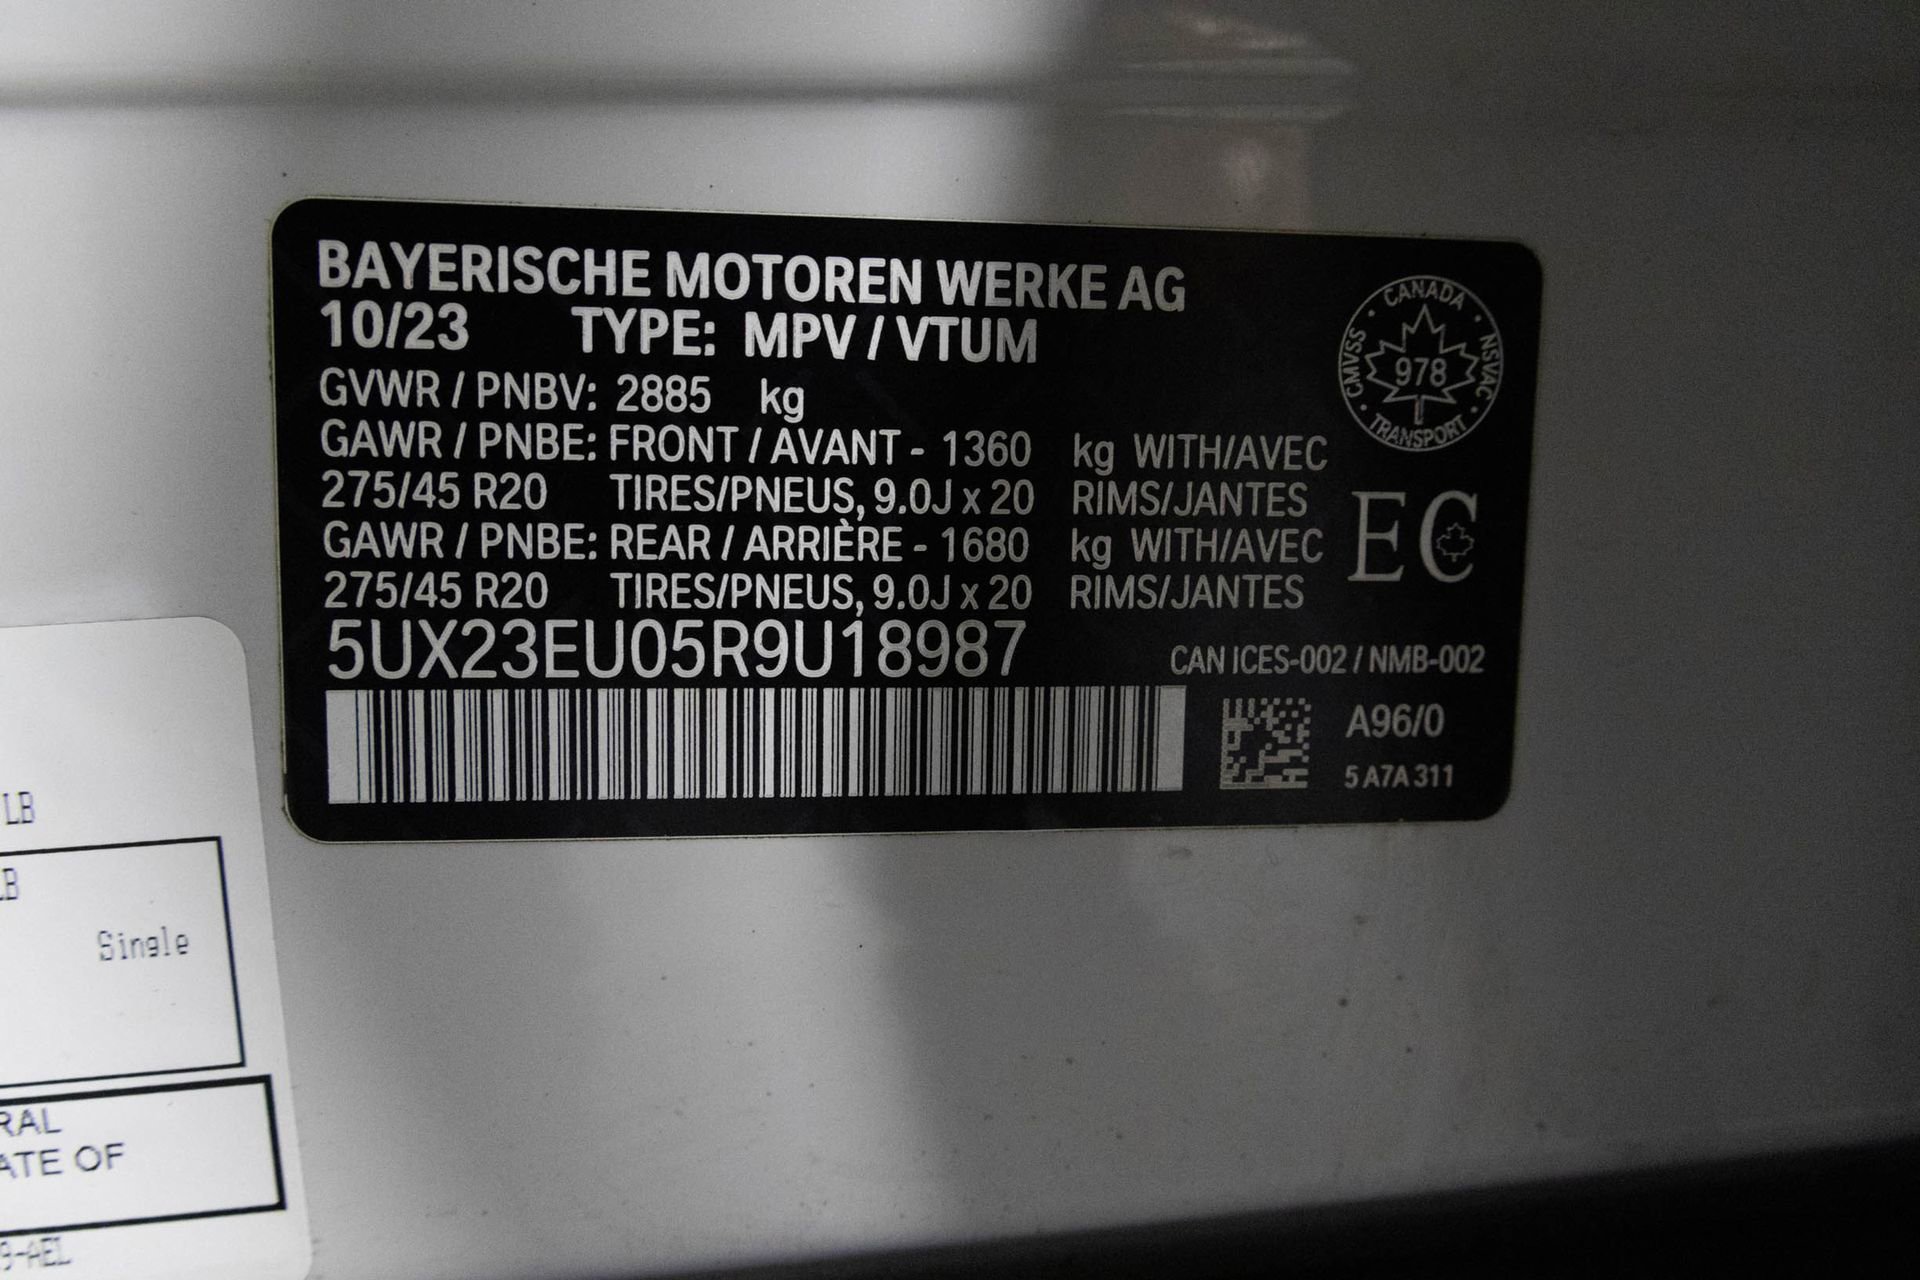 BAYERISCHE MOTOREN WERKE AG
10/23 TYPE: MPV / VTUM
GVWR / PNBV: 2885 kg
GAWR / PNBE: FRONT / AVANT - 1360 kg WITH/AVEC
275/45 R20 TIRES/PNEUS, 9.0J x 20 RIMS/JANTES
GAWR / PNBE: REAR / ARRIÈRE - 1680 kg WITH/AVEC
275/45 R20 TIRES/PNEUS, 9.0J x 20 RIMS/JANTES
5UX23EU05R9U18987
CANADA
CMVSS
NSVAC
978
TRANSPORT
EC
CAN ICES-002 / NMB-002
A96/0
5 A7A 311
LB
LB
Single
RAL
ATE OF
9-AEL